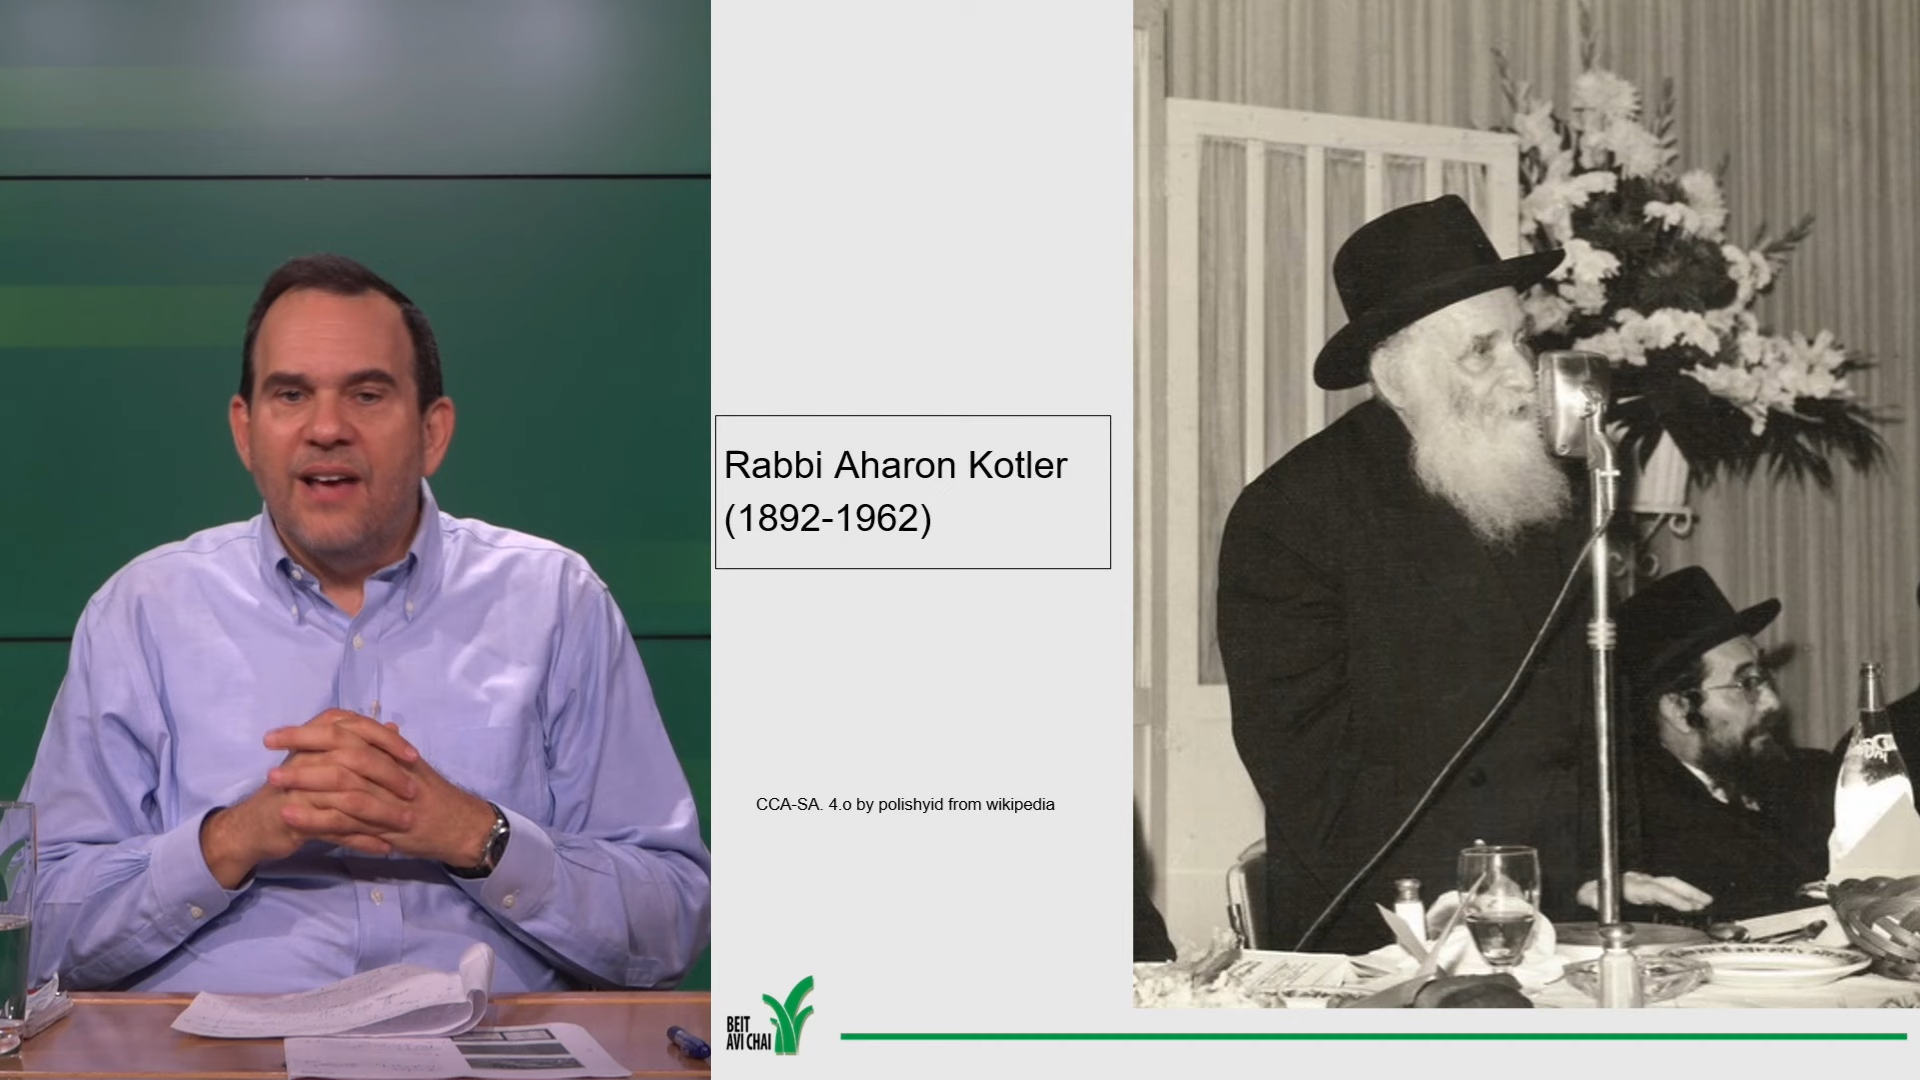 Rabbi Aharon Kotler
(1892-1962)
CCA-SA. 4.o by polishyid from wikipedia
BEIT
AVI CHAI